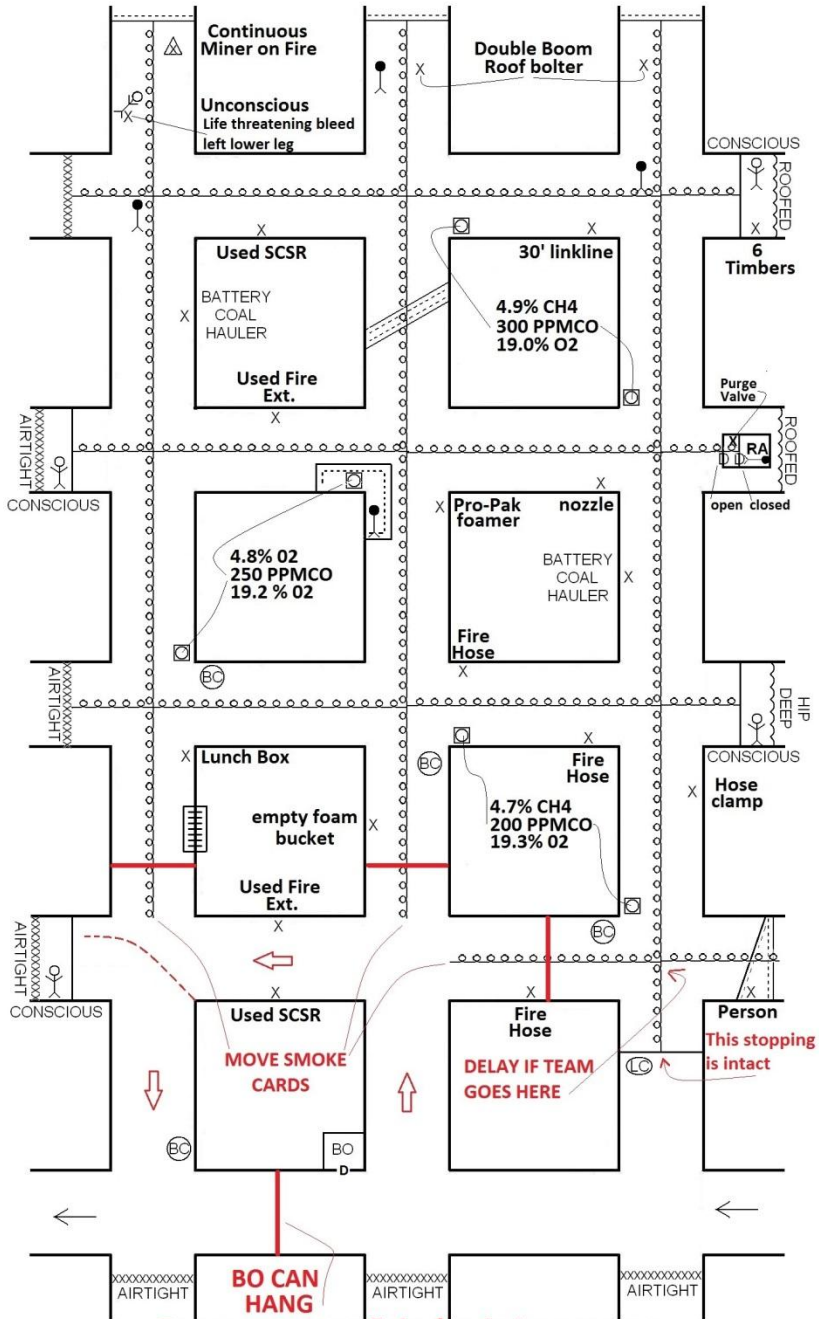 Continuous
Miner on Fire
Double Boom
Roof bolter
X
X
X
Unconscious
Life threatening bleed
left lower leg
X
CONSCIOUS
ROOFED
X
X
X
Used SCSR
30' linkline
6
Timbers
BATTERY
COAL
HAULER
X
4.9% CH4
300 PPMCO
19.0% O2
Used Fire
Ext.
X
Purge
Valve
AIRTIGHT
ROOFED
X
RA
D D
CONSCIOUS
open closed
X
X
Pro-Pak
foamer
nozzle
4.8% 02
250 PPMCO
19.2 % 02
BATTERY
COAL
HAULER
X
Fire
Hose
X
AIRTIGHT
BC
HIP
DEEP
X
Lunch Box
BC
X
Fire
Hose
CONSCIOUS
Hose
clamp
X
empty foam
bucket
X
4.7% CH4
200 PPMCO
19.3% 02
Used Fire
Ext.
X
BC
AIRTIGHT
CONSCIOUS
X
X
X
Used SCSR
Fire
Hose
Person
MOVE SMOKE
CARDS
DELAY IF TEAM
GOES HERE
This stopping
is intact
LC
BC
BO
D
BO CAN
HANG
AIRTIGHT
AIRTIGHT
AIRTIGHT